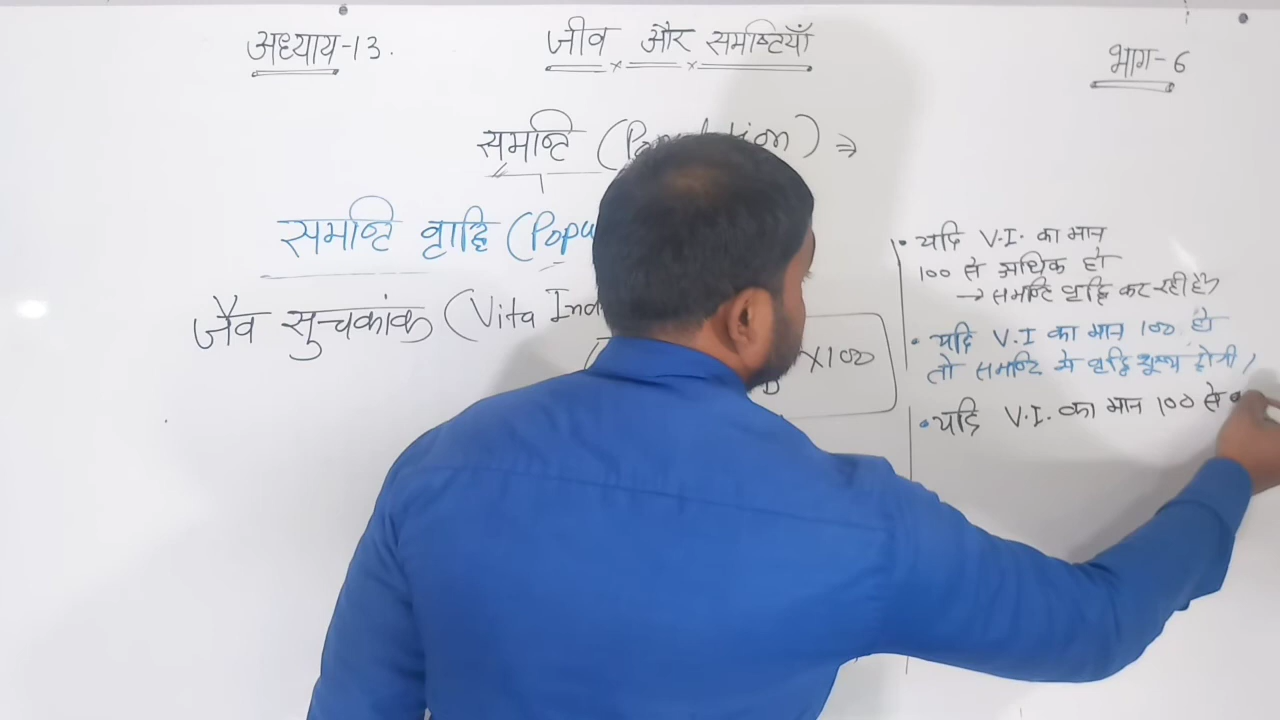 अध्याय-13.
जीव और समष्टियाँ
भाग-6
समष्टि (Population) ⇒
समष्टि वृद्धि (Popu
जैव सुचकांक (Vita Ind
X100
• यदि V.I. का मान
100 से अधिक हो
→ समष्टि वृद्धि कर रही है।
• यदि V.I का मान 100 हो
तो समष्टि मे वृद्धि शून्य होगी।
• यदि V.I. का मान 100 से